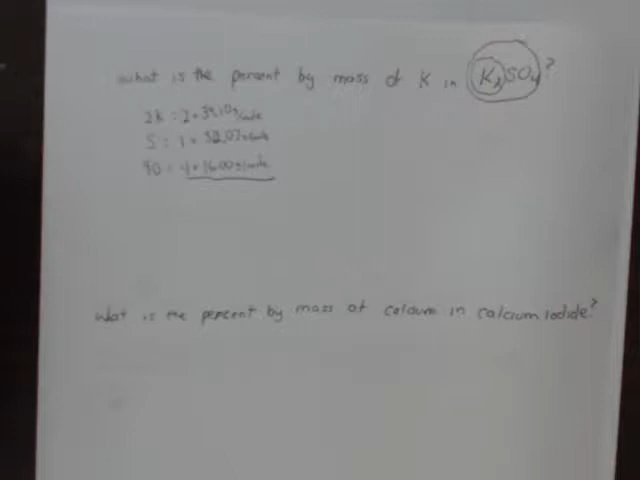 what is the percent by mass of K in K2SO4?
2K : 2 * 39.10 g/mole
S : 1 * 32.07 g/mole
4O : 4 * 16.00 g/mole
What is the percent by mass of calcium in calcium iodide?